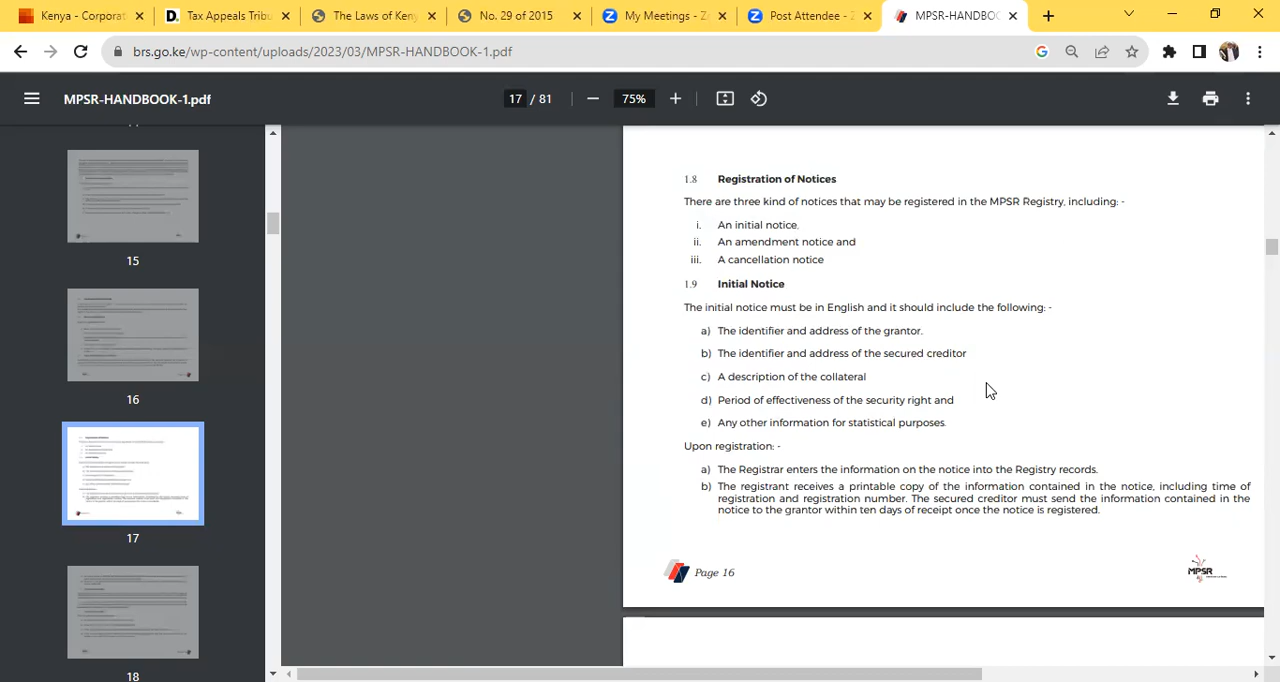 Kenya - Corporat
Tax Appeals Tribu
The Laws of Keny
No. 29 of 2015
My Meetings - Ze
Post Attendee - Z
MPSR-HANDBOO
brs.go.ke/wp-content/uploads/2023/03/MPSR-HANDBOOK-1.pdf
MPSR-HANDBOOK-1.pdf
17 / 81
75%
15
16
17
18
1.8 Registration of Notices
There are three kind of notices that may be registered in the MPSR Registry, including: -
i. An initial notice,
ii. An amendment notice and
iii. A cancellation notice
1.9 Initial Notice
The initial notice must be in English and it should include the following: -
a) The identifier and address of the grantor.
b) The identifier and address of the secured creditor
c) A description of the collateral
d) Period of effectiveness of the security right and
e) Any other information for statistical purposes.
Upon registration: -
a) The Registrar enters the information on the notice into the Registry records.
b) The registrant receives a printable copy of the information contained in the notice, including time of
registration and registration number. The secured creditor must send the information contained in the
notice to the grantor within ten days of receipt once the notice is registered.
Page 16
MPSR